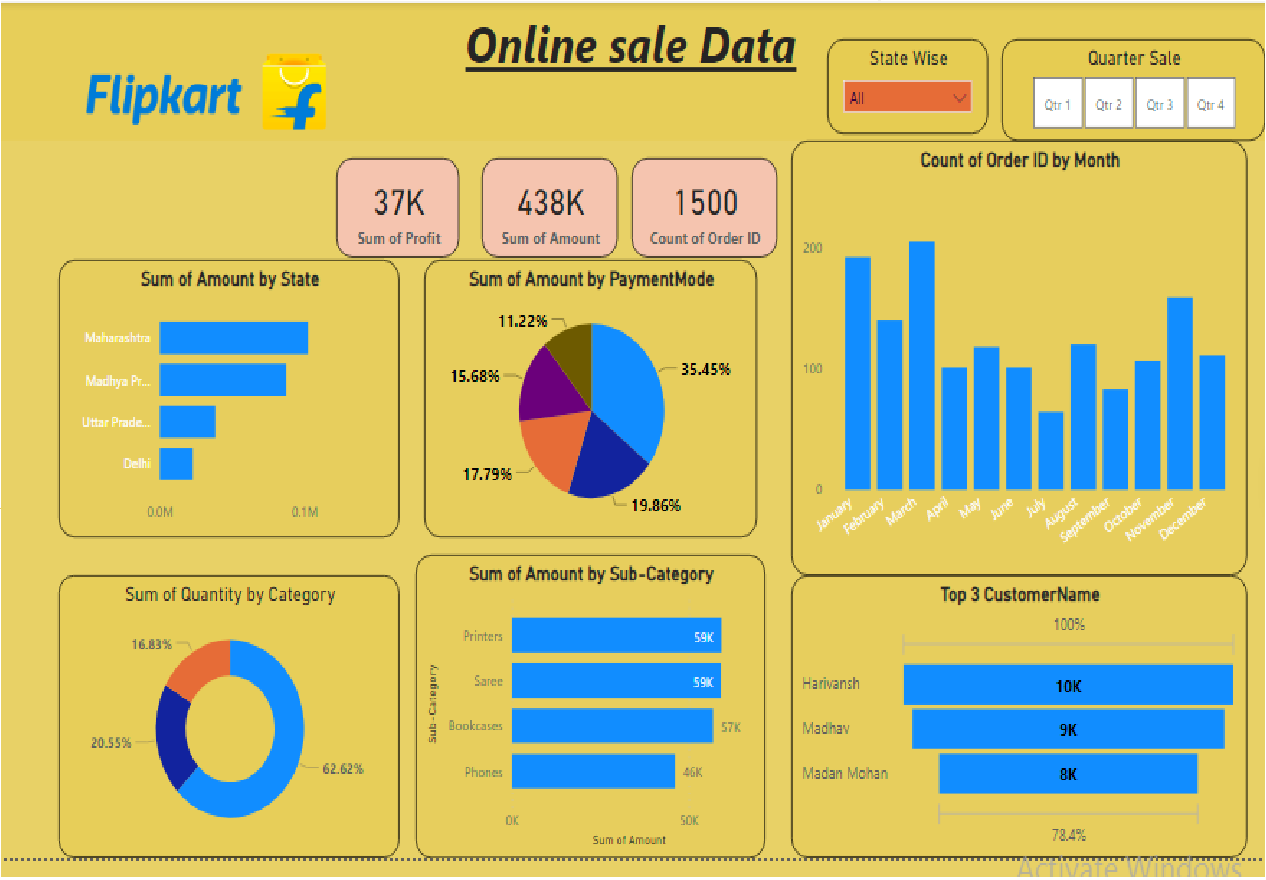 Online sale Data
Flipkart
State Wise
All
Quarter Sale
Qtr 1
Qtr 2
Qtr 3
Qtr 4
37K
Sum of Profit
438K
Sum of Amount
1500
Count of Order ID
Count of Order ID by Month
200
100
0
January
February
March
April
May
June
July
August
September
October
November
December
Sum of Amount by State
Maharashtra
Madhya Pr...
Uttar Prade...
Delhi
0.0M
0.1M
Sum of Amount by PaymentMode
11.22%
35.45%
15.68%
17.79%
19.86%
Sum of Quantity by Category
16.83%
20.55%
62.62%
Sum of Amount by Sub-Category
Sub-Category
Printers
59K
Saree
59K
Bookcases
57K
Phones
46K
0K
50K
Sum of Amount
Top 3 CustomerName
100%
Harivansh
10K
Madhav
9K
Madan Mohan
8K
78.4%
Activate Windows